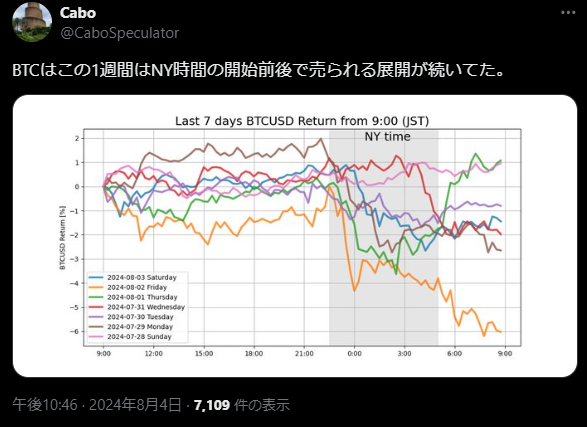 Cabo
@CaboSpeculator
BTCはこの1週間はNY時間の開始前後で売られる展開が続いてた。
Last 7 days BTCUSD Return from 9:00 (JST)
NY time
BTCUSD Return [%]
2
1
0
−1
−2
−3
−4
−5
−6
2024-08-03 Saturday
2024-08-02 Friday
2024-08-01 Thursday
2024-07-31 Wednesday
2024-07-30 Tuesday
2024-07-29 Monday
2024-07-28 Sunday
9:00 12:00 15:00 18:00 21:00 0:00 3:00 6:00 9:00
午後10:46 · 2024年8月4日 · 7,109 件の表示